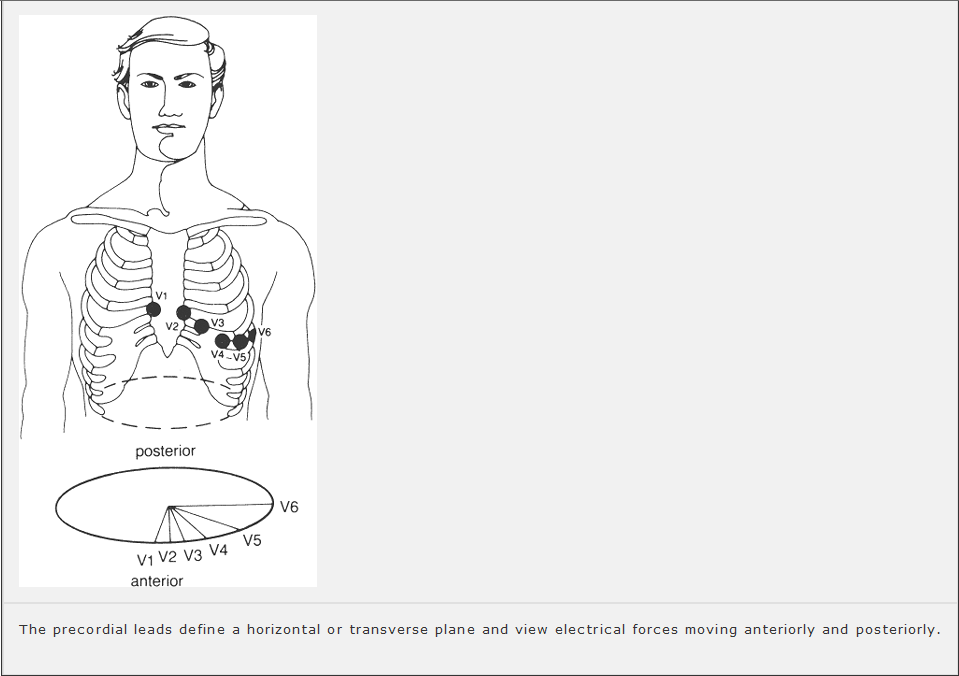 V1
V2
V3
V6
V4 ~V5
posterior
V6
V5
V1 V2 V3 V4
anterior
The precordial leads define a horizontal or transverse plane and view electrical forces moving anteriorly and posteriorly.